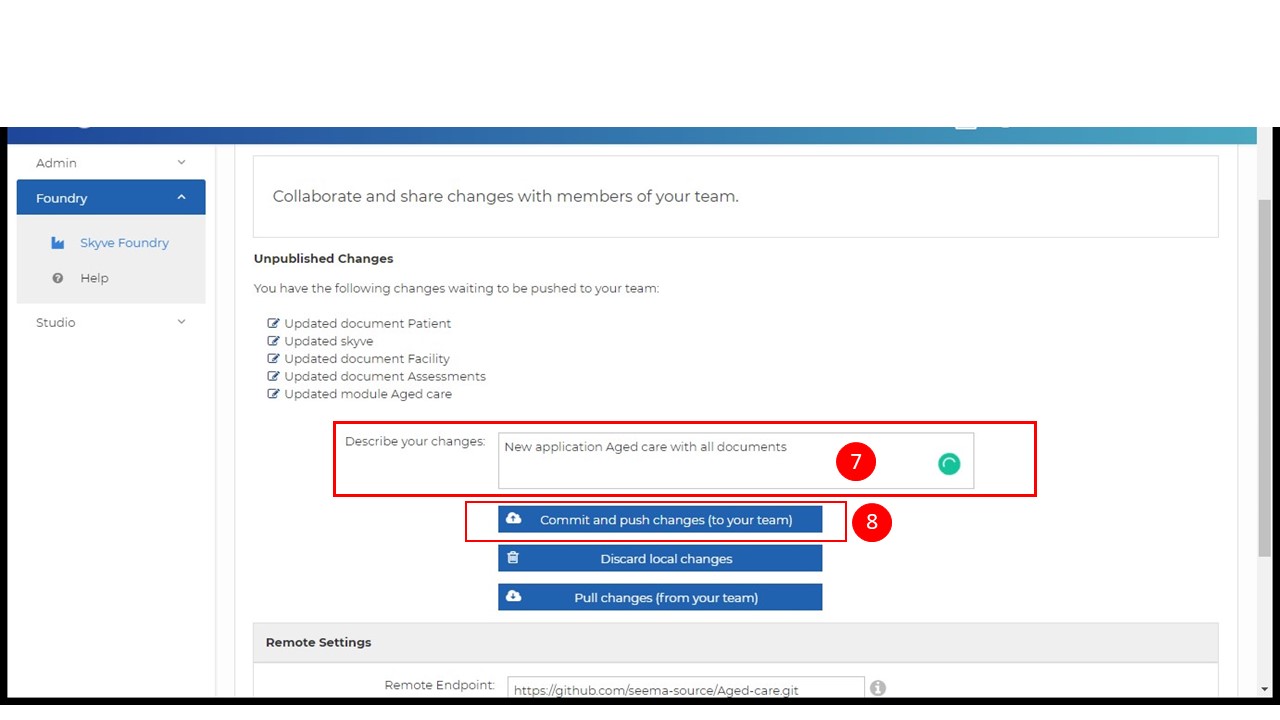 Admin
Foundry
Skyve Foundry
Help
Studio
Collaborate and share changes with members of your team.
Unpublished Changes
You have the following changes waiting to be pushed to your team:
Updated document Patient
Updated skyve
Updated document Facility
Updated document Assessments
Updated module Aged care
Describe your changes: New application Aged care with all documents 7
Commit and push changes (to your team) 8
Discard local changes
Pull changes (from your team)
Remote Settings
Remote Endpoint: https://github.com/seema-source/Aged-care.git